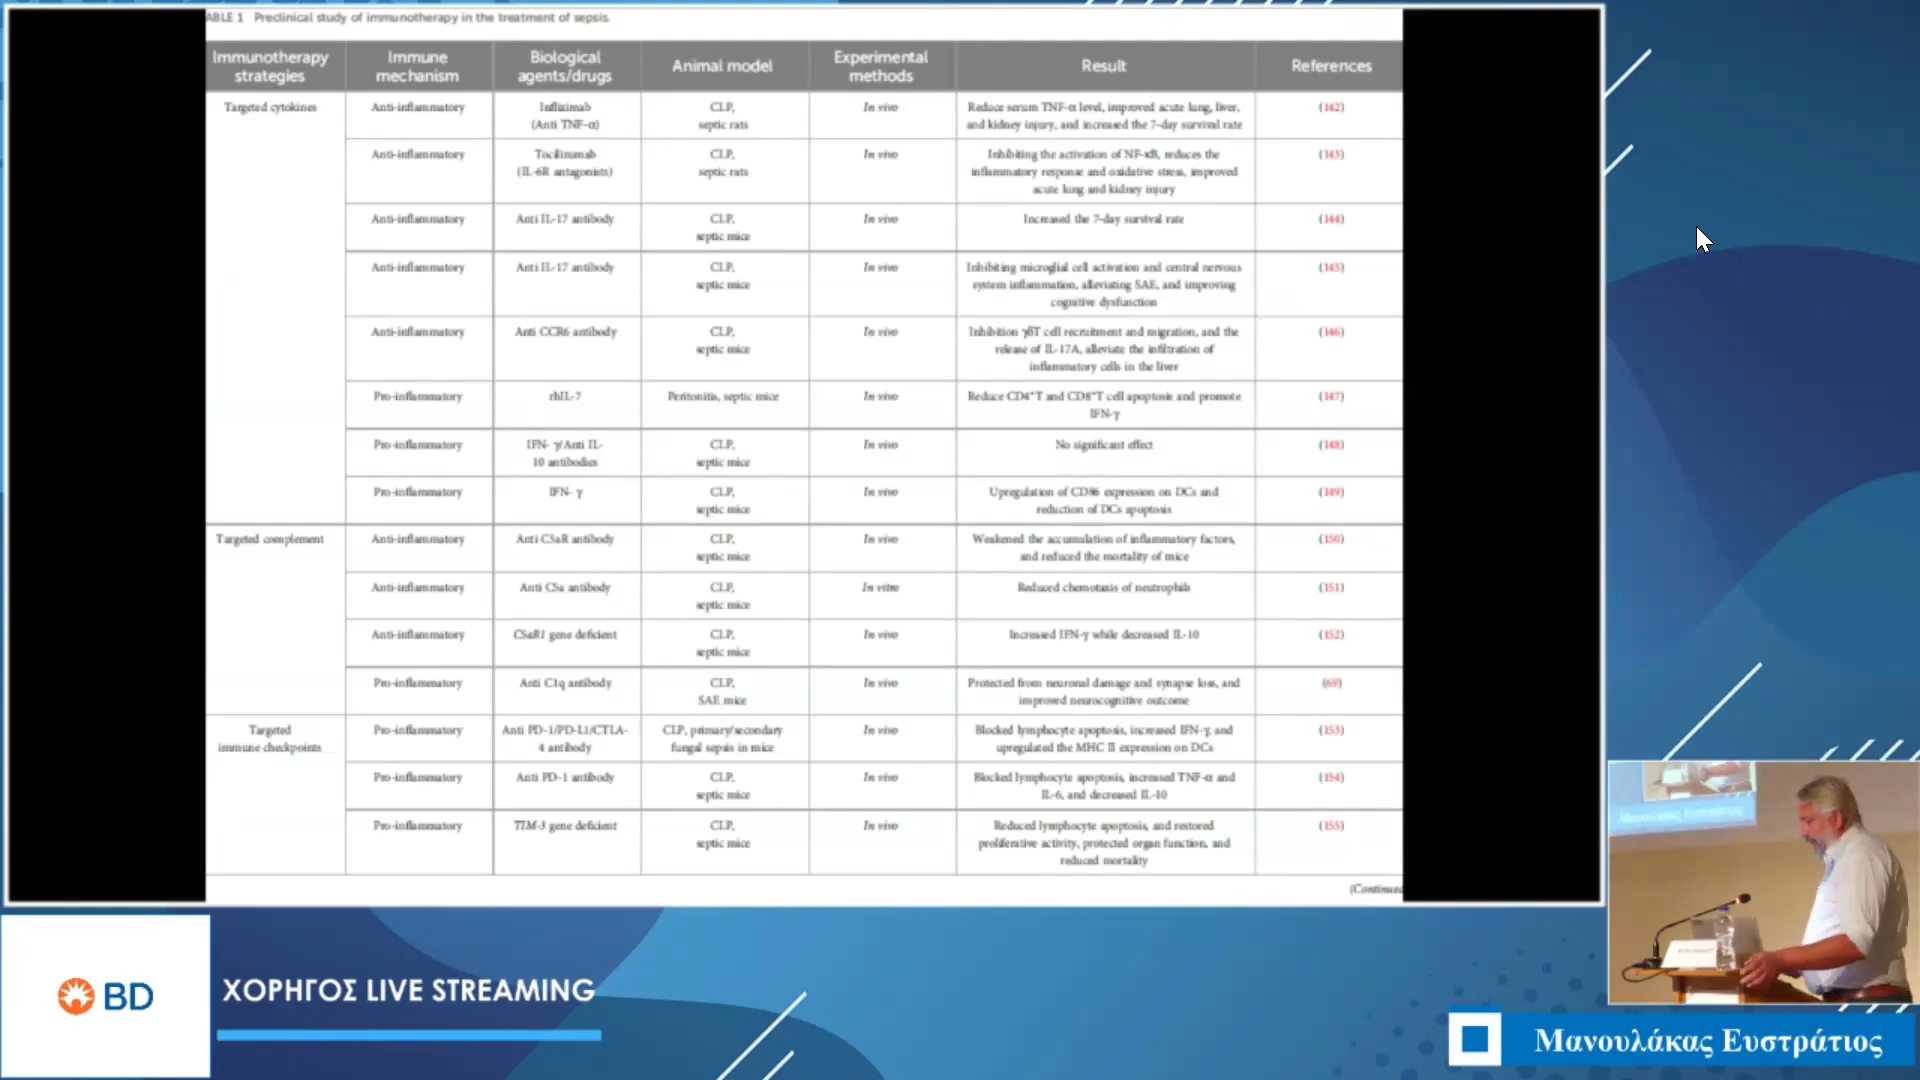 ABLE 1 Preclinical study of immunotherapy in the treatment of sepsis.
Immunotherapy strategies Immune mechanism Biological agents/drugs Animal model Experimental methods Result References
Targeted cytokines Anti-inflammatory Infliximab (Anti TNF-α) CLP, septic rats In vivo Reduce serum TNF-α level, improved acute lung, liver, and kidney injury, and increased the 7-day survival rate (142)
Anti-inflammatory Tocilizumab (IL-6R antagonists) CLP, septic rats In vivo Inhibiting the activation of NF-κB, reduces the inflammatory response and oxidative stress, improved acute lung and kidney injury (143)
Anti-inflammatory Anti IL-17 antibody CLP, septic mice In vivo Increased the 7-day survival rate (144)
Anti-inflammatory Anti IL-17 antibody CLP, septic mice In vivo Inhibiting microglial cell activation and central nervous system inflammation, alleviating SAE, and improving cognitive dysfunction (145)
Anti-inflammatory Anti CCR6 antibody CLP, septic mice In vivo Inhibition γδT cell recruitment and migration, and the release of IL-17A, alleviate the infiltration of inflammatory cells in the liver (146)
Pro-inflammatory rhIL-7 Peritonitis, septic mice In vivo Reduce CD4⁺T and CD8⁺T cell apoptosis and promote IFN-γ (147)
Pro-inflammatory IFN- γ/Anti IL-10 antibodies CLP, septic mice In vivo No significant effect (148)
Pro-inflammatory IFN- γ CLP, septic mice In vivo Upregulation of CD86 expression on DCs and reduction of DCs apoptosis (149)
Targeted complement Anti-inflammatory Anti C5aR antibody CLP, septic mice In vivo Weakened the accumulation of inflammatory factors, and reduced the mortality of mice (150)
Anti-inflammatory Anti C5a antibody CLP, septic mice In vitro Reduced chemotaxis of neutrophils (151)
Anti-inflammatory C5aR1 gene deficient CLP, septic mice In vivo Increased IFN-γ while decreased IL-10 (152)
Pro-inflammatory Anti C1q antibody CLP, SAE mice In vivo Protected from neuronal damage and synapse loss, and improved neurocognitive outcome (69)
Targeted immune checkpoints Pro-inflammatory Anti PD-1/PD-L1/CTLA-4 antibody CLP, primary/secondary fungal sepsis in mice In vivo Blocked lymphocyte apoptosis, increased IFN-γ, and upregulated the MHC II expression on DCs (153)
Pro-inflammatory Anti PD-1 antibody CLP, septic mice In vivo Blocked lymphocyte apoptosis, increased TNF-α and IL-6, and decreased IL-10 (154)
Pro-inflammatory TIM-3 gene deficient CLP, septic mice In vivo Reduced lymphocyte apoptosis, and restored proliferative activity, protected organ function, and reduced mortality (155)
(Continued
BD
ΧΟΡΗΓΟΣ LIVE STREAMING
Μανουλάκας Ευστράτιος